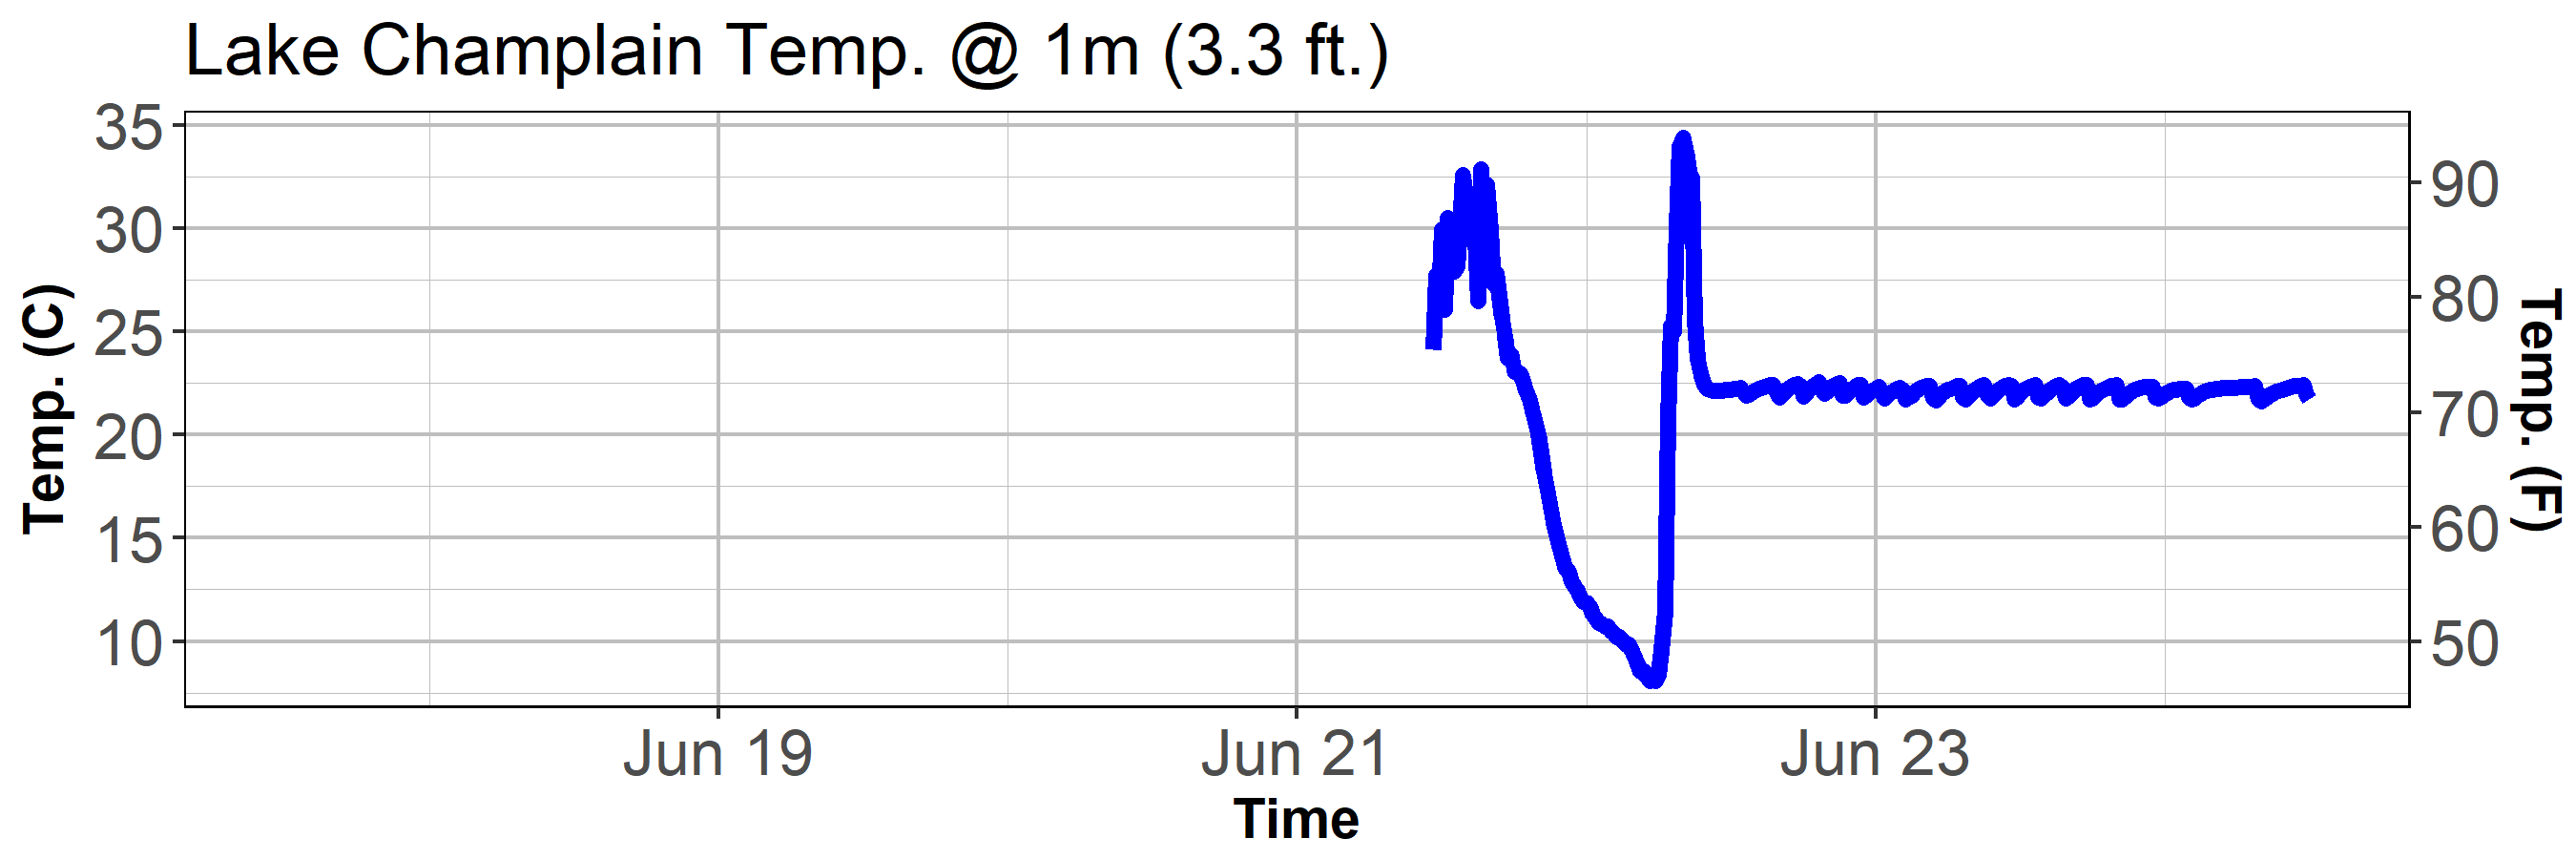 Lake Champlain Temp. @ 1m (3.3 ft.)
35
30
25
20
15
10
Temp. (C)
90
80
70
60
50
Temp. (F)
Jun 19 Jun 21 Jun 23
Time